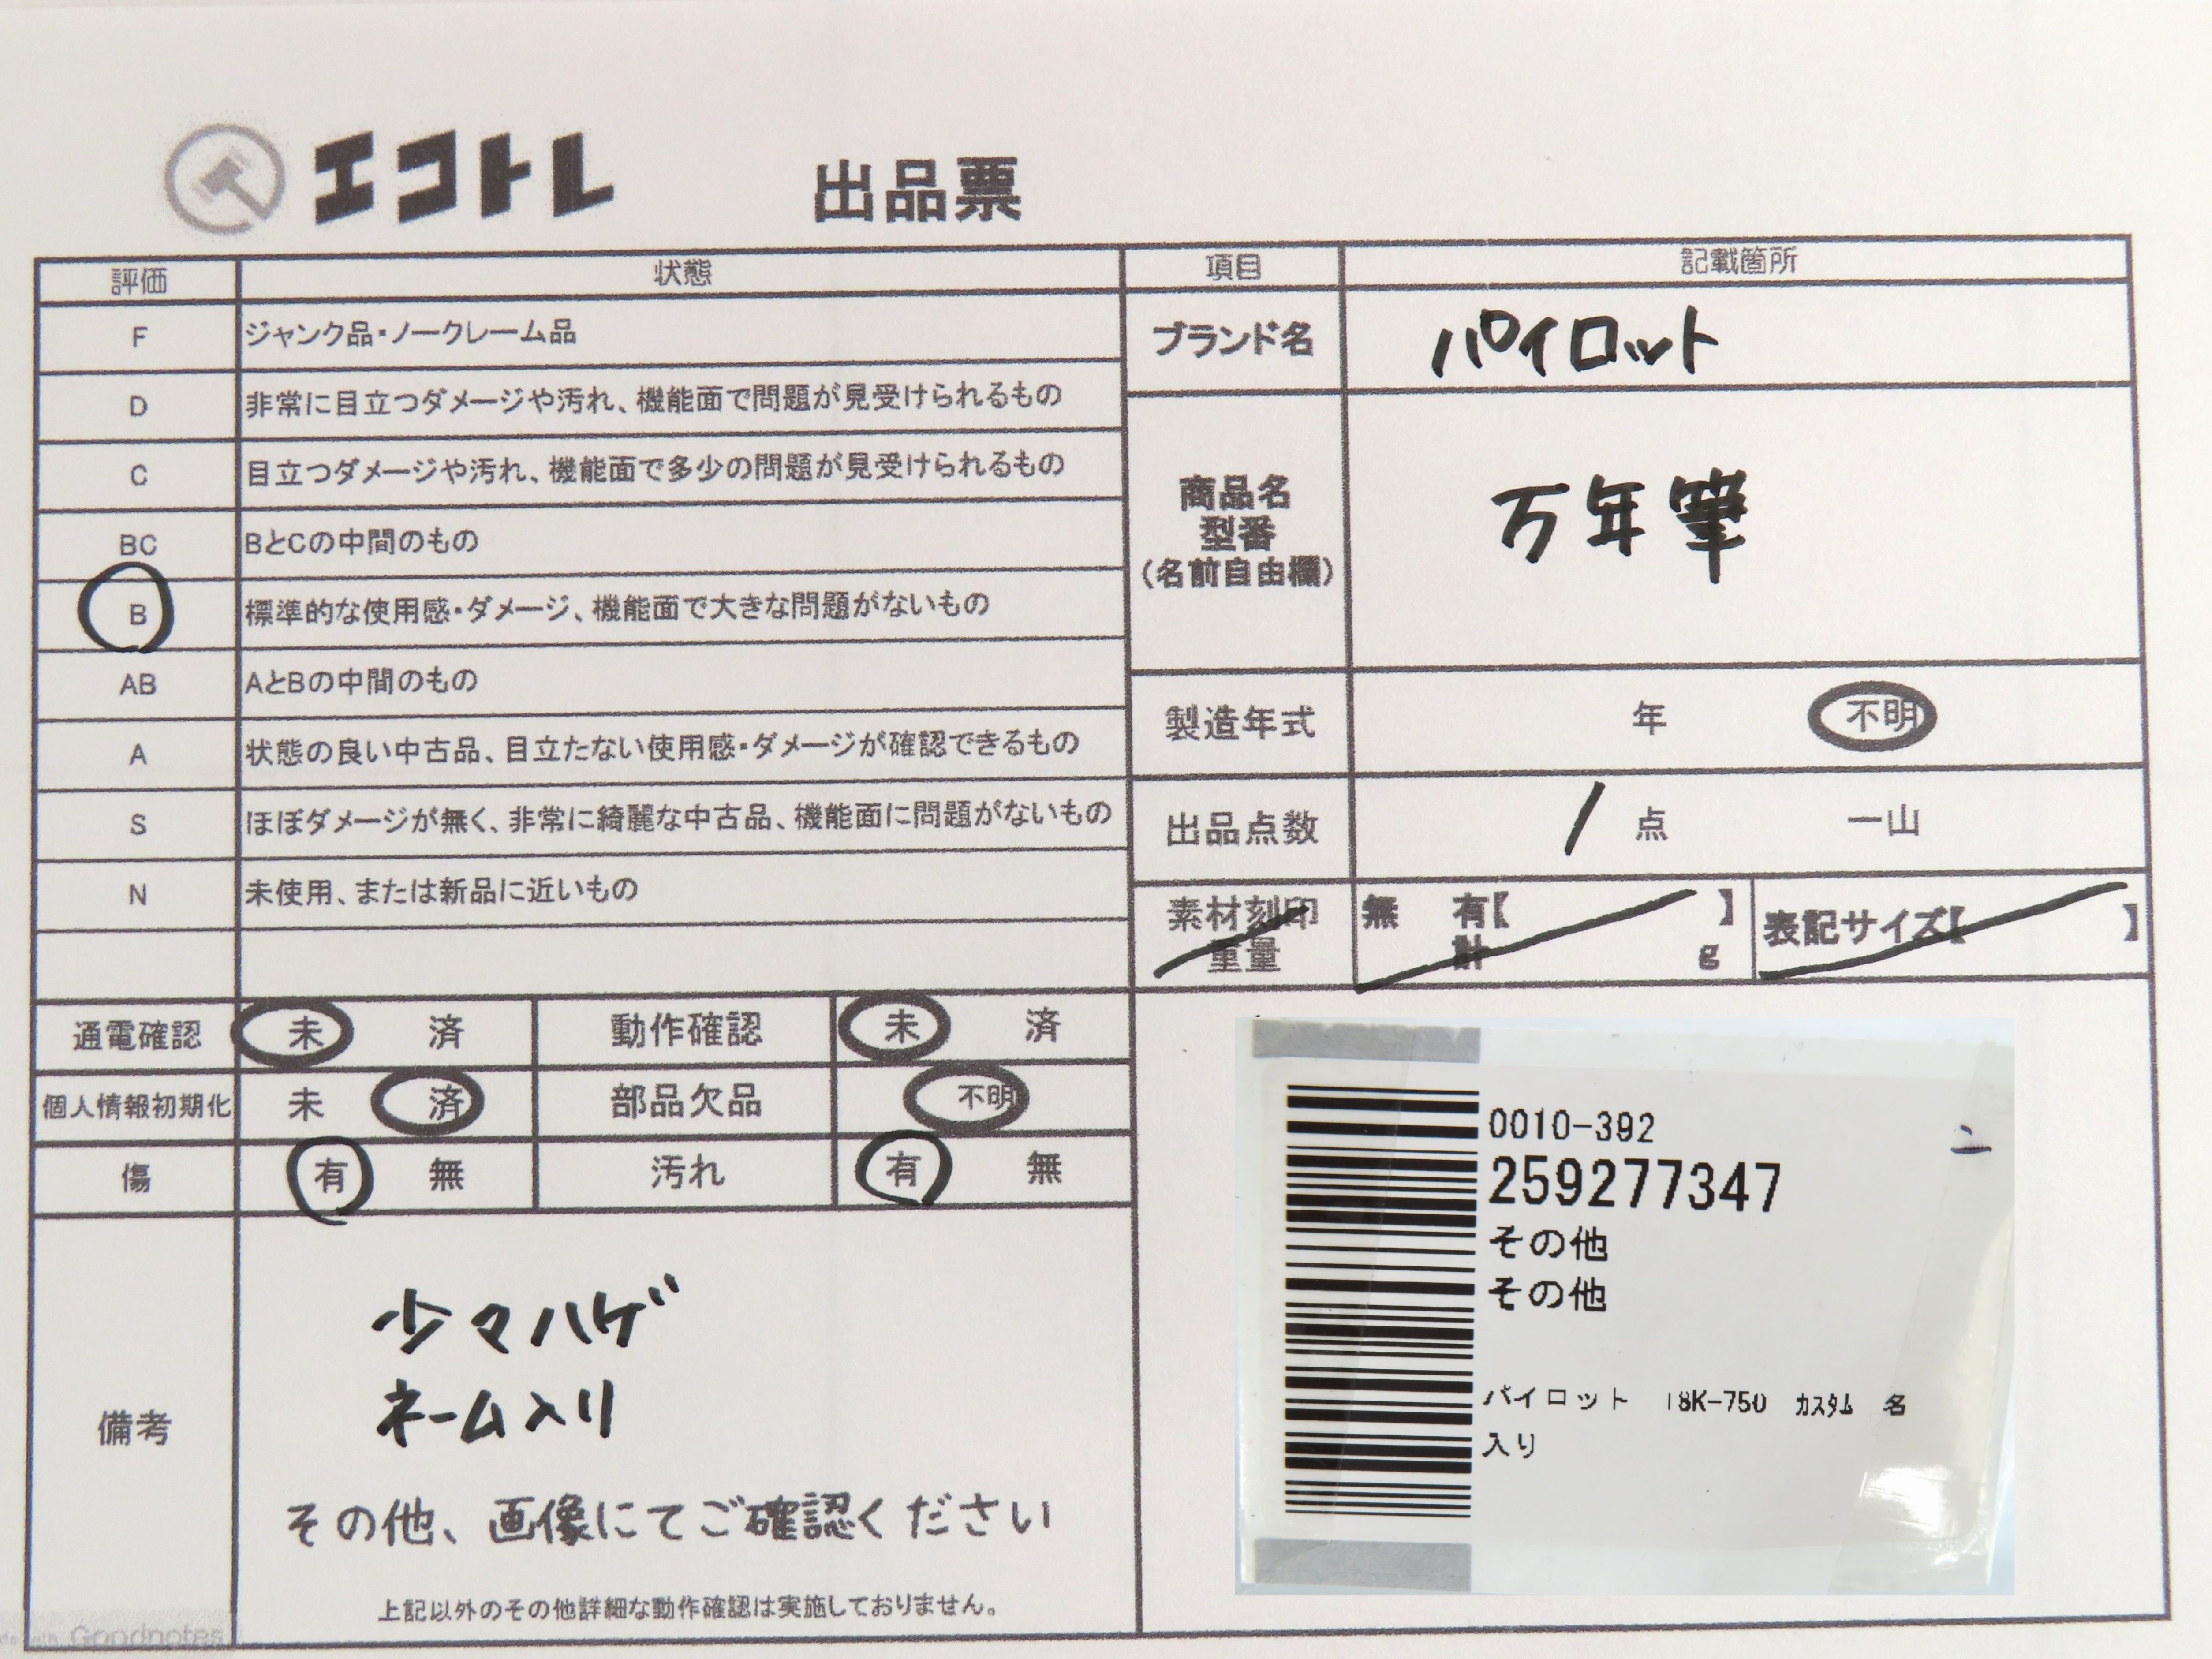 エコトレ 出品票
評価 状態
F ジャンク品・ノークレーム品
D 非常に目立つダメージや汚れ、機能面で問題が見受けられるもの
C 目立つダメージや汚れ、機能面で多少の問題が見受けられるもの
BC BとCの中間のもの
B 標準的な使用感・ダメージ、機能面で大きな問題がないもの
AB AとBの中間のもの
A 状態の良い中古品、目立たない使用感・ダメージが確認できるもの
S ほぼダメージが無く、非常に綺麗な中古品、機能面に問題がないもの
N 未使用、または新品に近いもの
項目 記載箇所
ブランド名 パイロット
商品名
型番
(名前自由欄)
万年筆
製造年式 年 不明
出品点数 1 点 一山
素材刻印 無 有【 】
重量 計 g
表記サイズ【 】
通電確認 未 済 動作確認 未 済
個人情報初期化 未 済 部品欠品 不明
傷 有 無 汚れ 有 無
備考
少々ハゲ
ネーム入り
その他、画像にてご確認ください
上記以外のその他詳細な動作確認は実施しておりません。
0010-392
259277347
その他
その他
パイロット 18K-750 カスタム 名
入り
Goodnotes